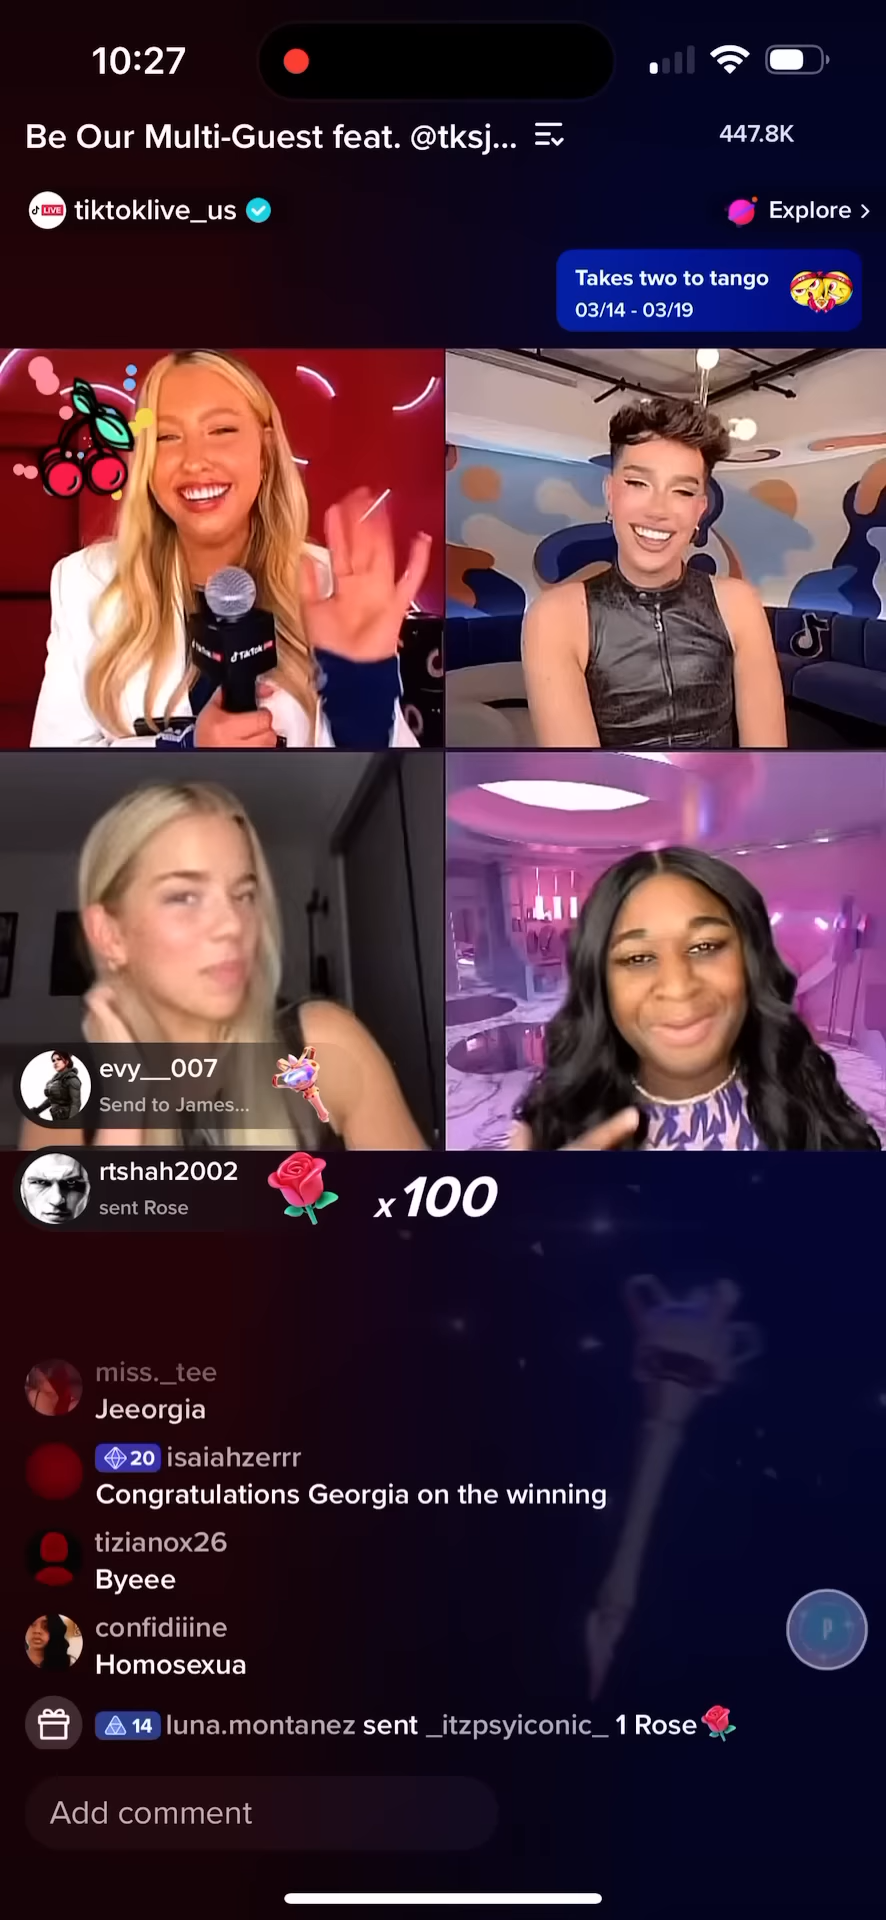 10:27
Be Our Multi-Guest feat. @tksj...
447.8K
LIVE
tiktoklive_us
Explore >
Takes two to tango
03/14 - 03/19
TikTok
evy__007
Send to James...
rtshah2002
sent Rose
x100
miss._tee
Jeeorgia
20 isaiahzerrr
Congratulations Georgia on the winning
tizianox26
Byeee
confidiiine
Homosexua
P
14 luna.montanez sent _itzpsyiconic_ 1 Rose
Add comment